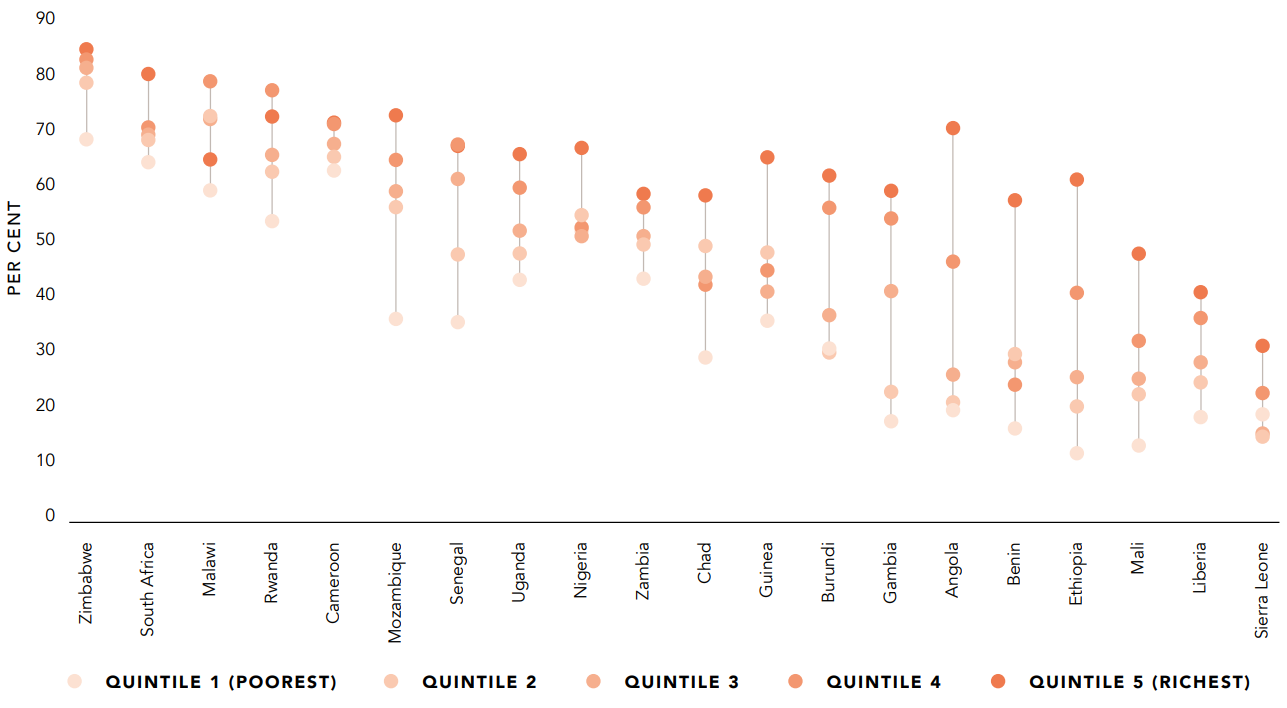 90
80
70
60
50
40
30
20
10
0
PER CENT
Zimbabwe
South Africa
Malawi
Rwanda
Cameroon
Mozambique
Senegal
Uganda
Nigeria
Zambia
Chad
Guinea
Burundi
Gambia
Angola
Benin
Ethiopia
Mali
Liberia
Sierra Leone
QUINTILE 1 (POOREST) QUINTILE 2 QUINTILE 3 QUINTILE 4 QUINTILE 5 (RICHEST)